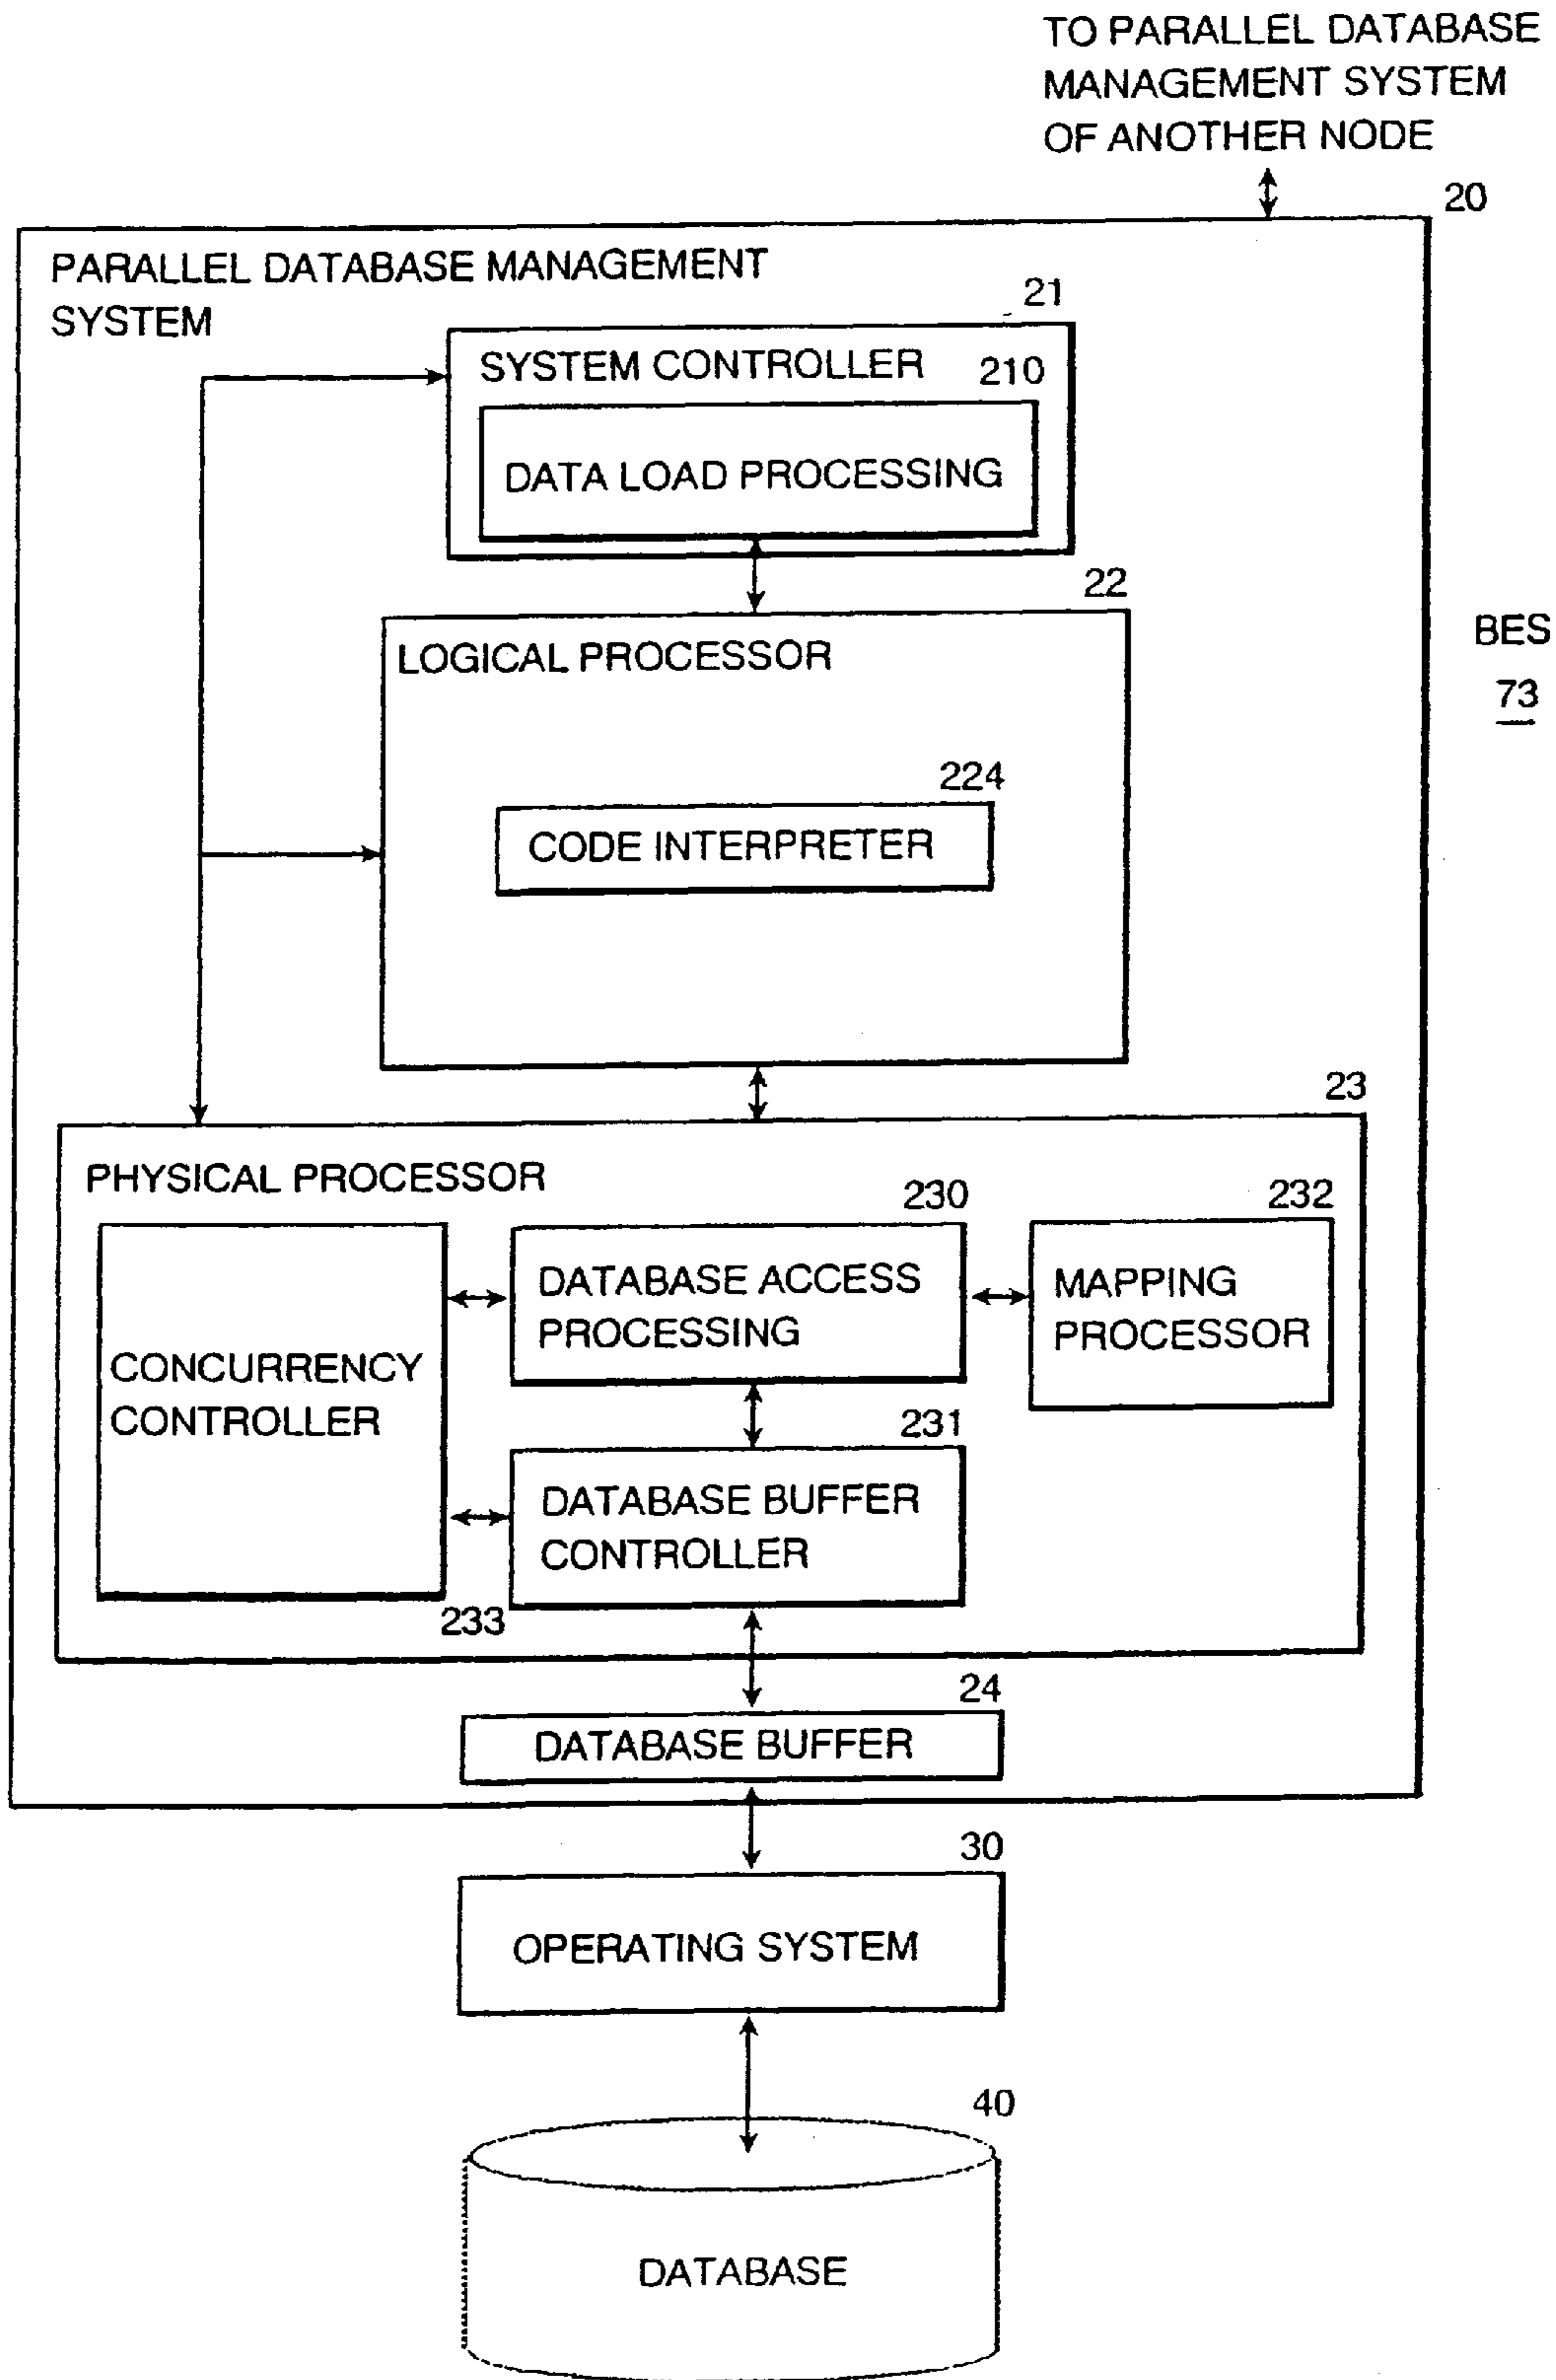 TO PARALLEL DATABASE
MANAGEMENT SYSTEM
OF ANOTHER NODE
20
PARALLEL DATABASE MANAGEMENT
SYSTEM
21
SYSTEM CONTROLLER
210
DATA LOAD PROCESSING
22
LOGICAL PROCESSOR
BES
73
224
CODE INTERPRETER
23
PHYSICAL PROCESSOR
230
232
DATABASE ACCESS
PROCESSING
MAPPING
PROCESSOR
CONCURRENCY
CONTROLLER
231
DATABASE BUFFER
CONTROLLER
233
24
DATABASE BUFFER
30
OPERATING SYSTEM
40
DATABASE